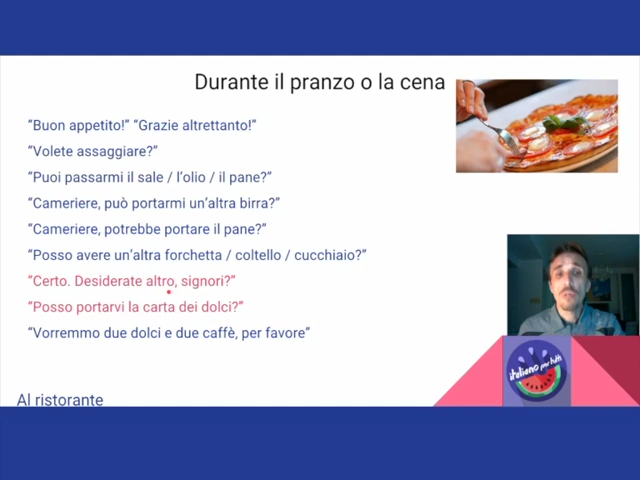 Durante il pranzo o la cena
“Buon appetito!” “Grazie altrettanto!”
“Volete assaggiare?”
“Puoi passarmi il sale / l’olio / il pane?”
“Cameriere, può portarmi un’altra birra?”
“Cameriere, potrebbe portare il pane?”
“Posso avere un’altra forchetta / coltello / cucchiaio?”
“Certo. Desiderate altro, signori?”
“Posso portarvi la carta dei dolci?”
“Vorremmo due dolci e due caffè, per favore”
italiano per tutti
Al ristorante